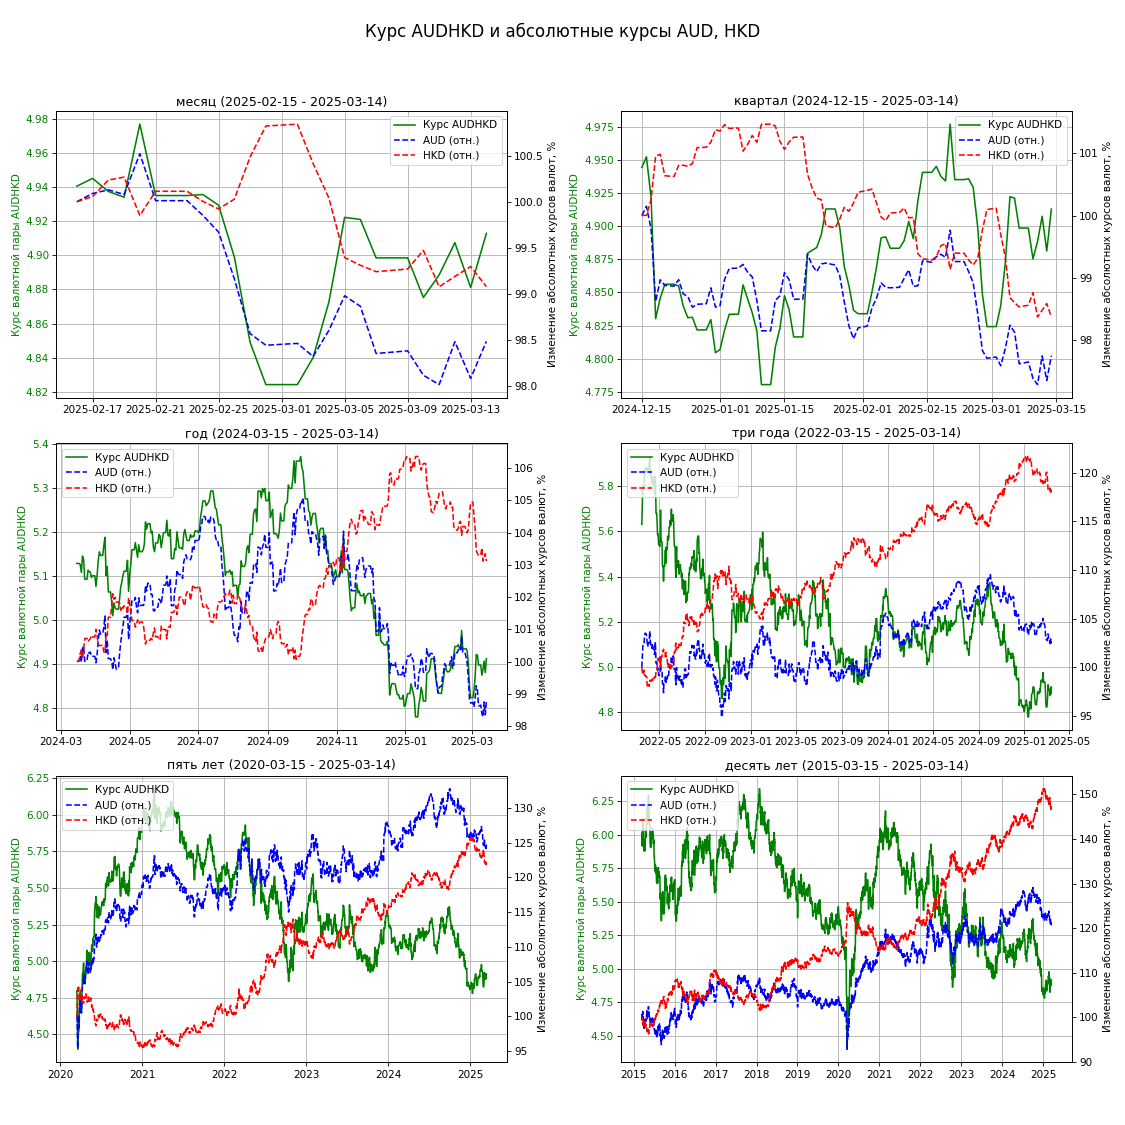 Курс AUDHKD и абсолютные курсы AUD, HKD
месяц (2025-02-15 - 2025-03-14)
Курс валютной пары AUDHKD
4.98
4.96
4.94
4.92
4.90
4.88
4.86
4.84
4.82
Курс AUDHKD
AUD (отн.)
HKD (отн.)
100.5
100.0
99.5
99.0
98.5
98.0
Изменение абсолютных курсов валют, %
2025-02-17 2025-02-21 2025-02-25 2025-03-01 2025-03-05 2025-03-09 2025-03-13
квартал (2024-12-15 - 2025-03-14)
Курс валютной пары AUDHKD
4.975
4.950
4.925
4.900
4.875
4.850
4.825
4.800
4.775
Курс AUDHKD
AUD (отн.)
HKD (отн.)
101
100
99
98
Изменение абсолютных курсов валют, %
2024-12-15 2025-01-01 2025-01-15 2025-02-01 2025-02-15 2025-03-01 2025-03-15
год (2024-03-15 - 2025-03-14)
Курс валютной пары AUDHKD
5.4
5.3
5.2
5.1
5.0
4.9
4.8
Курс AUDHKD
AUD (отн.)
HKD (отн.)
106
105
104
103
102
101
100
99
98
Изменение абсолютных курсов валют, %
2024-03 2024-05 2024-07 2024-09 2024-11 2025-01 2025-03
три года (2022-03-15 - 2025-03-14)
Курс валютной пары AUDHKD
5.8
5.6
5.4
5.2
5.0
4.8
Курс AUDHKD
AUD (отн.)
HKD (отн.)
120
115
110
105
100
95
Изменение абсолютных курсов валют, %
2022-05 2022-09 2023-01 2023-05 2023-09 2024-01 2024-05 2024-09 2025-01 2025-05
пять лет (2020-03-15 - 2025-03-14)
Курс валютной пары AUDHKD
6.25
6.00
5.75
5.50
5.25
5.00
4.75
4.50
Курс AUDHKD
AUD (отн.)
HKD (отн.)
130
125
120
115
110
105
100
95
Изменение абсолютных курсов валют, %
2020 2021 2022 2023 2024 2025
десять лет (2015-03-15 - 2025-03-14)
Курс валютной пары AUDHKD
6.25
6.00
5.75
5.50
5.25
5.00
4.75
4.50
Курс AUDHKD
AUD (отн.)
HKD (отн.)
150
140
130
120
110
100
90
Изменение абсолютных курсов валют, %
2015 2016 2017 2018 2019 2020 2021 2022 2023 2024 2025